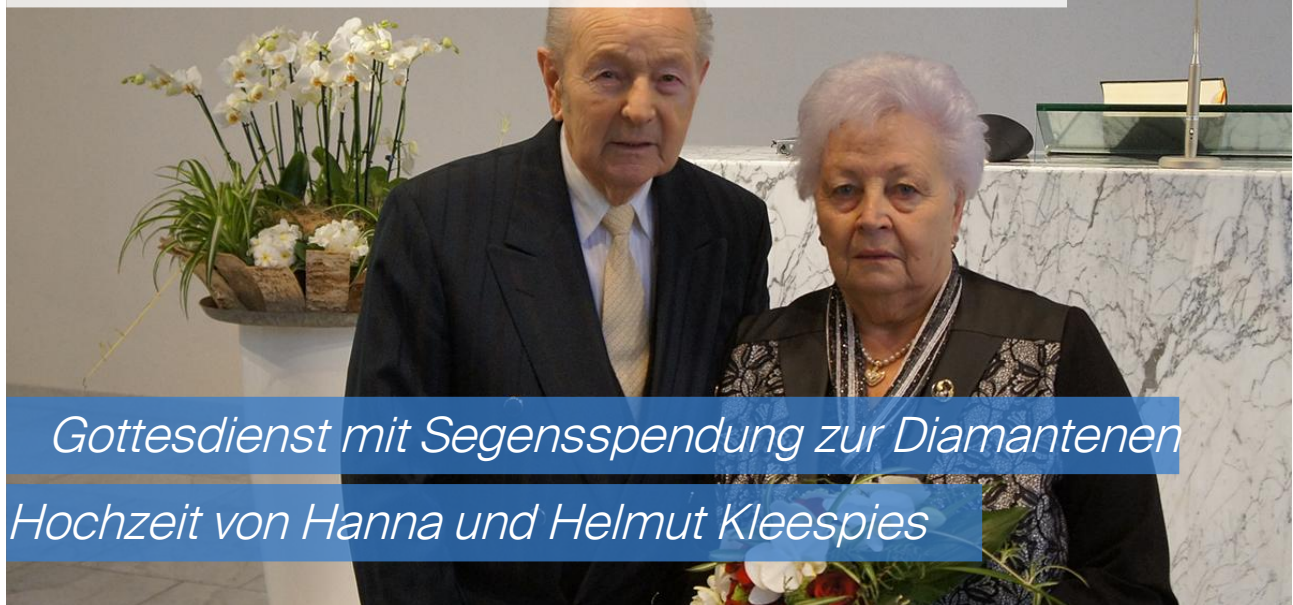 Gottesdienst mit Segensspendung zur Diamantenen
Hochzeit von Hanna und Helmut Kleespies